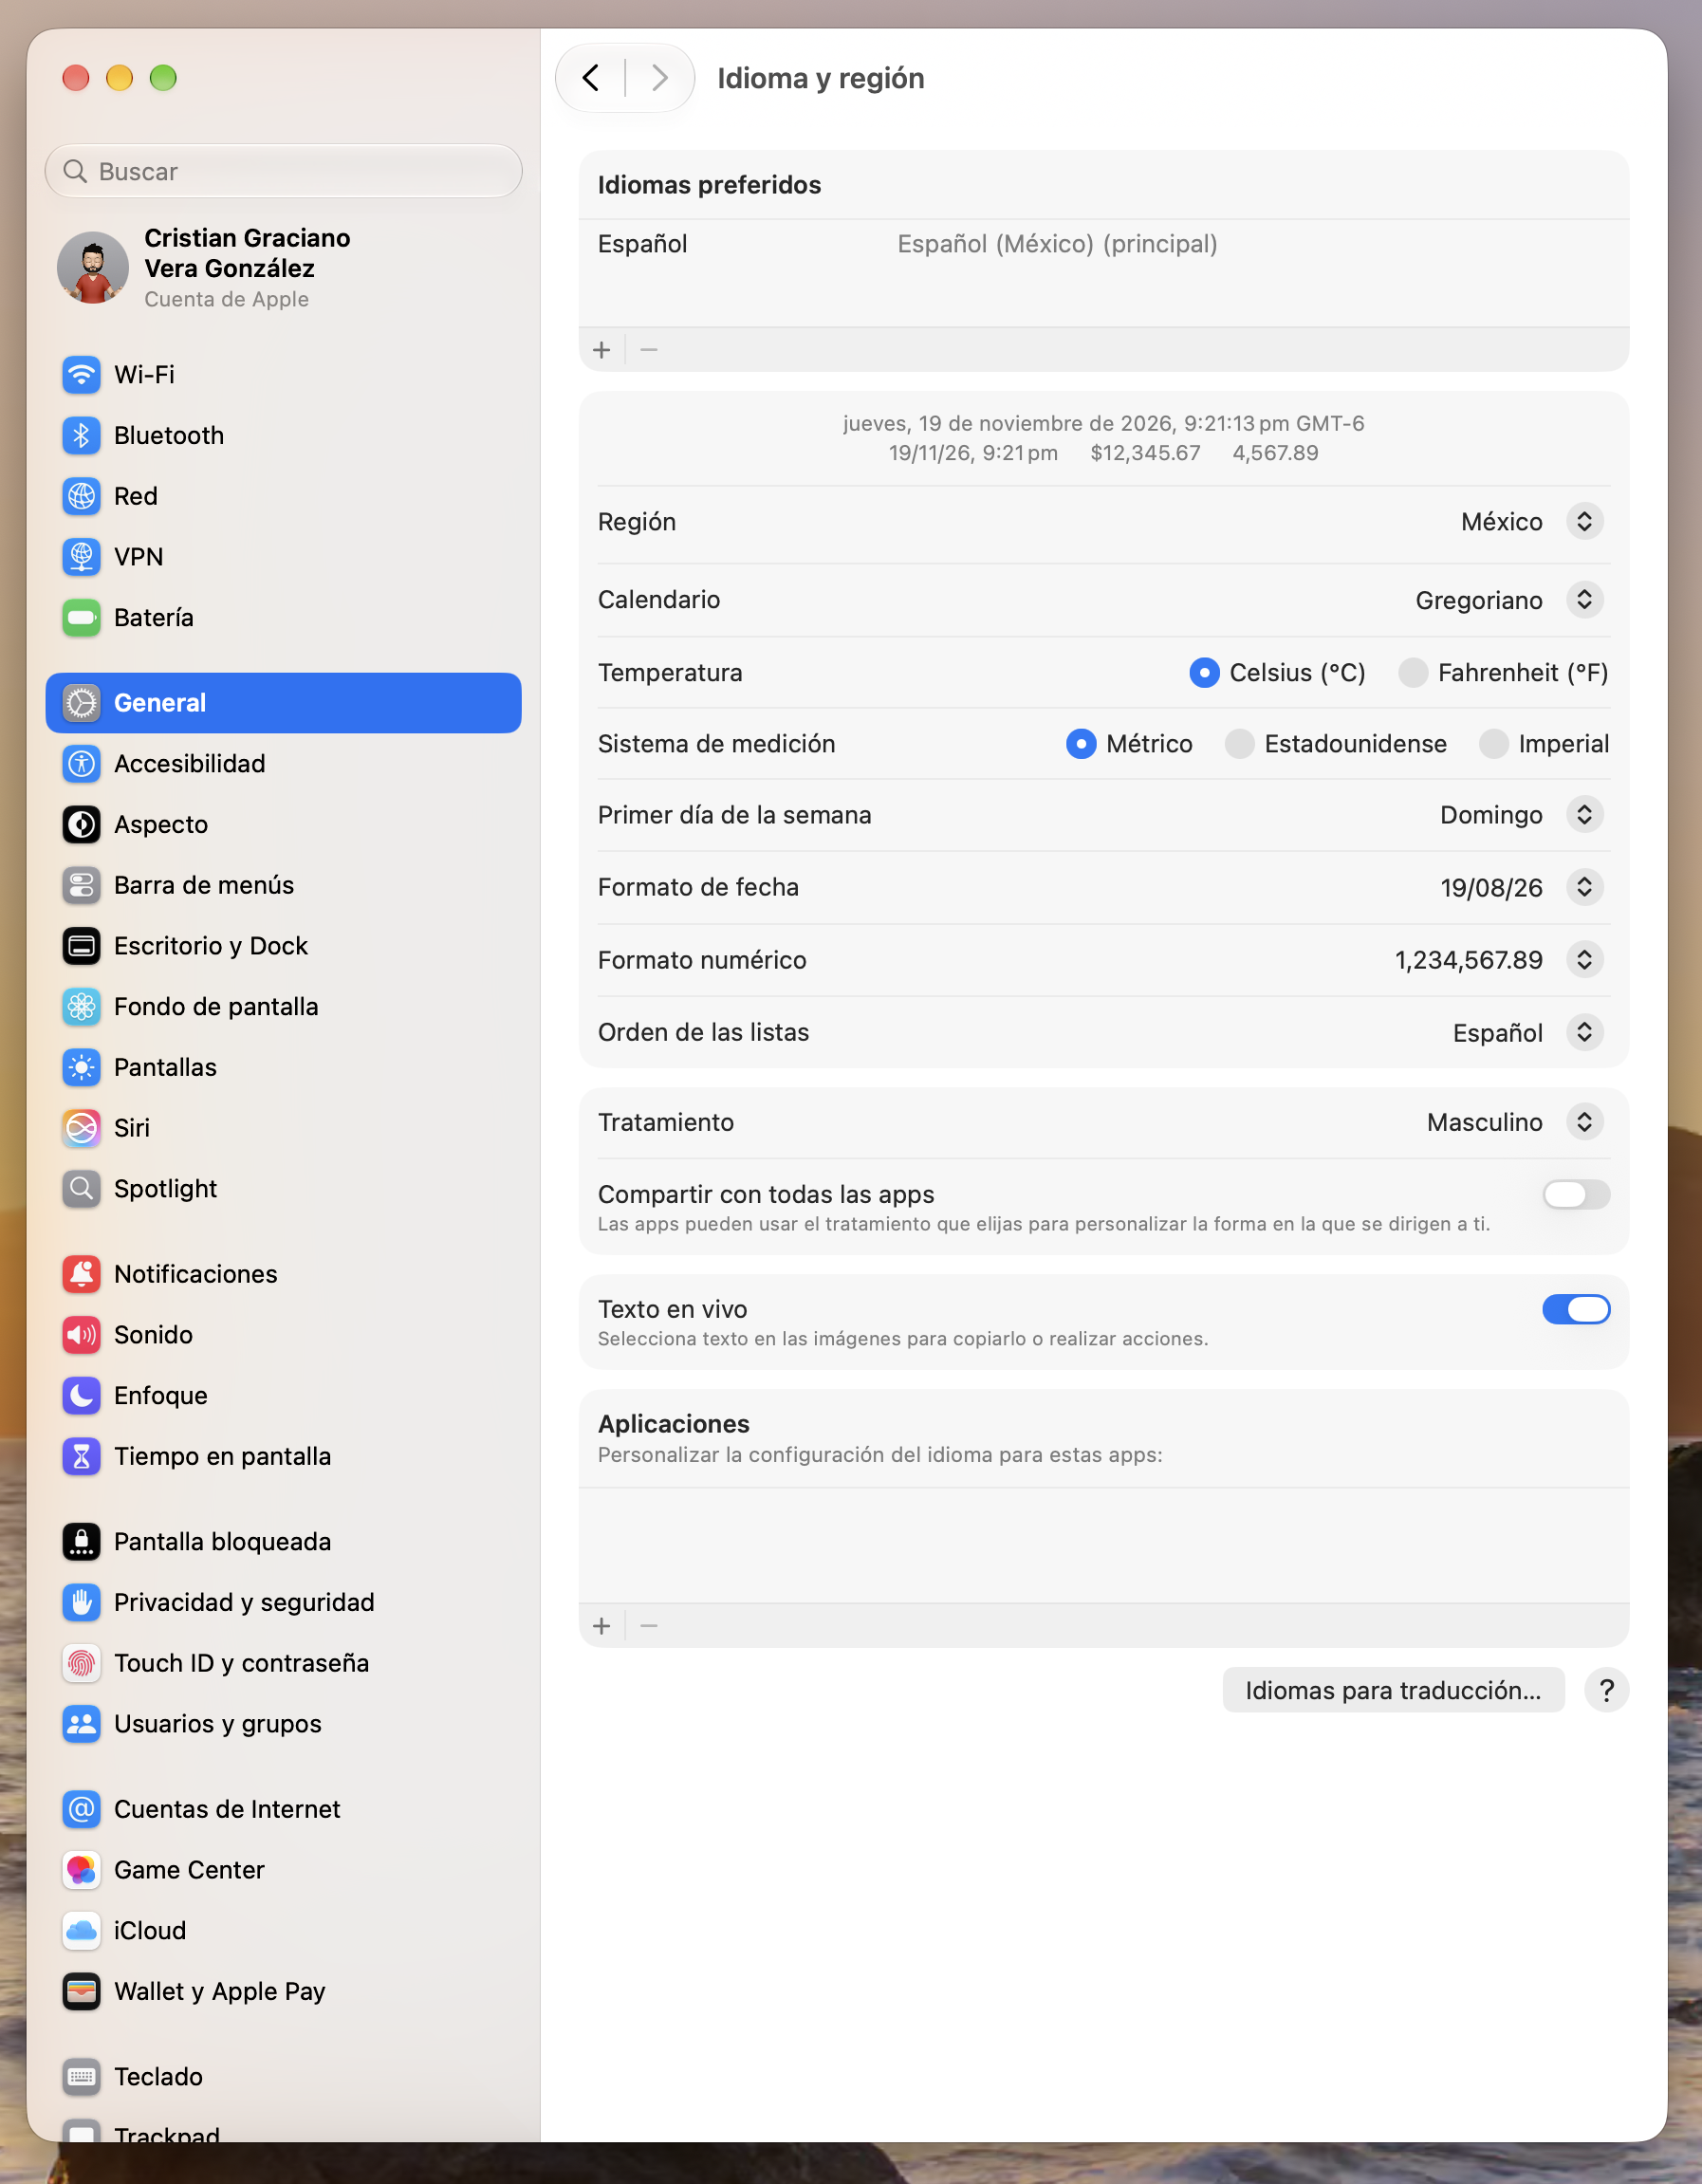 Idioma y región
Buscar
Cristian Graciano
Vera González
Cuenta de Apple
Wi-Fi
Bluetooth
Red
VPN
Batería
General
Accesibilidad
Aspecto
Barra de menús
Escritorio y Dock
Fondo de pantalla
Pantallas
Siri
Spotlight
Notificaciones
Sonido
Enfoque
Tiempo en pantalla
Pantalla bloqueada
Privacidad y seguridad
Touch ID y contraseña
Usuarios y grupos
Cuentas de Internet
Game Center
iCloud
Wallet y Apple Pay
Teclado
Trackpad
Idiomas preferidos
Español Español (México) (principal)
+ −
jueves, 19 de noviembre de 2026, 9:21:13 pm GMT-6
19/11/26, 9:21 pm $12,345.67 4,567.89
Región México
Calendario Gregoriano
Temperatura Celsius (°C) Fahrenheit (°F)
Sistema de medición Métrico Estadounidense Imperial
Primer día de la semana Domingo
Formato de fecha 19/08/26
Formato numérico 1,234,567.89
Orden de las listas Español
Tratamiento Masculino
Compartir con todas las apps
Las apps pueden usar el tratamiento que elijas para personalizar la forma en la que se dirigen a ti.
Texto en vivo
Selecciona texto en las imágenes para copiarlo o realizar acciones.
Aplicaciones
Personalizar la configuración del idioma para estas apps:
+ −
Idiomas para traducción... ?